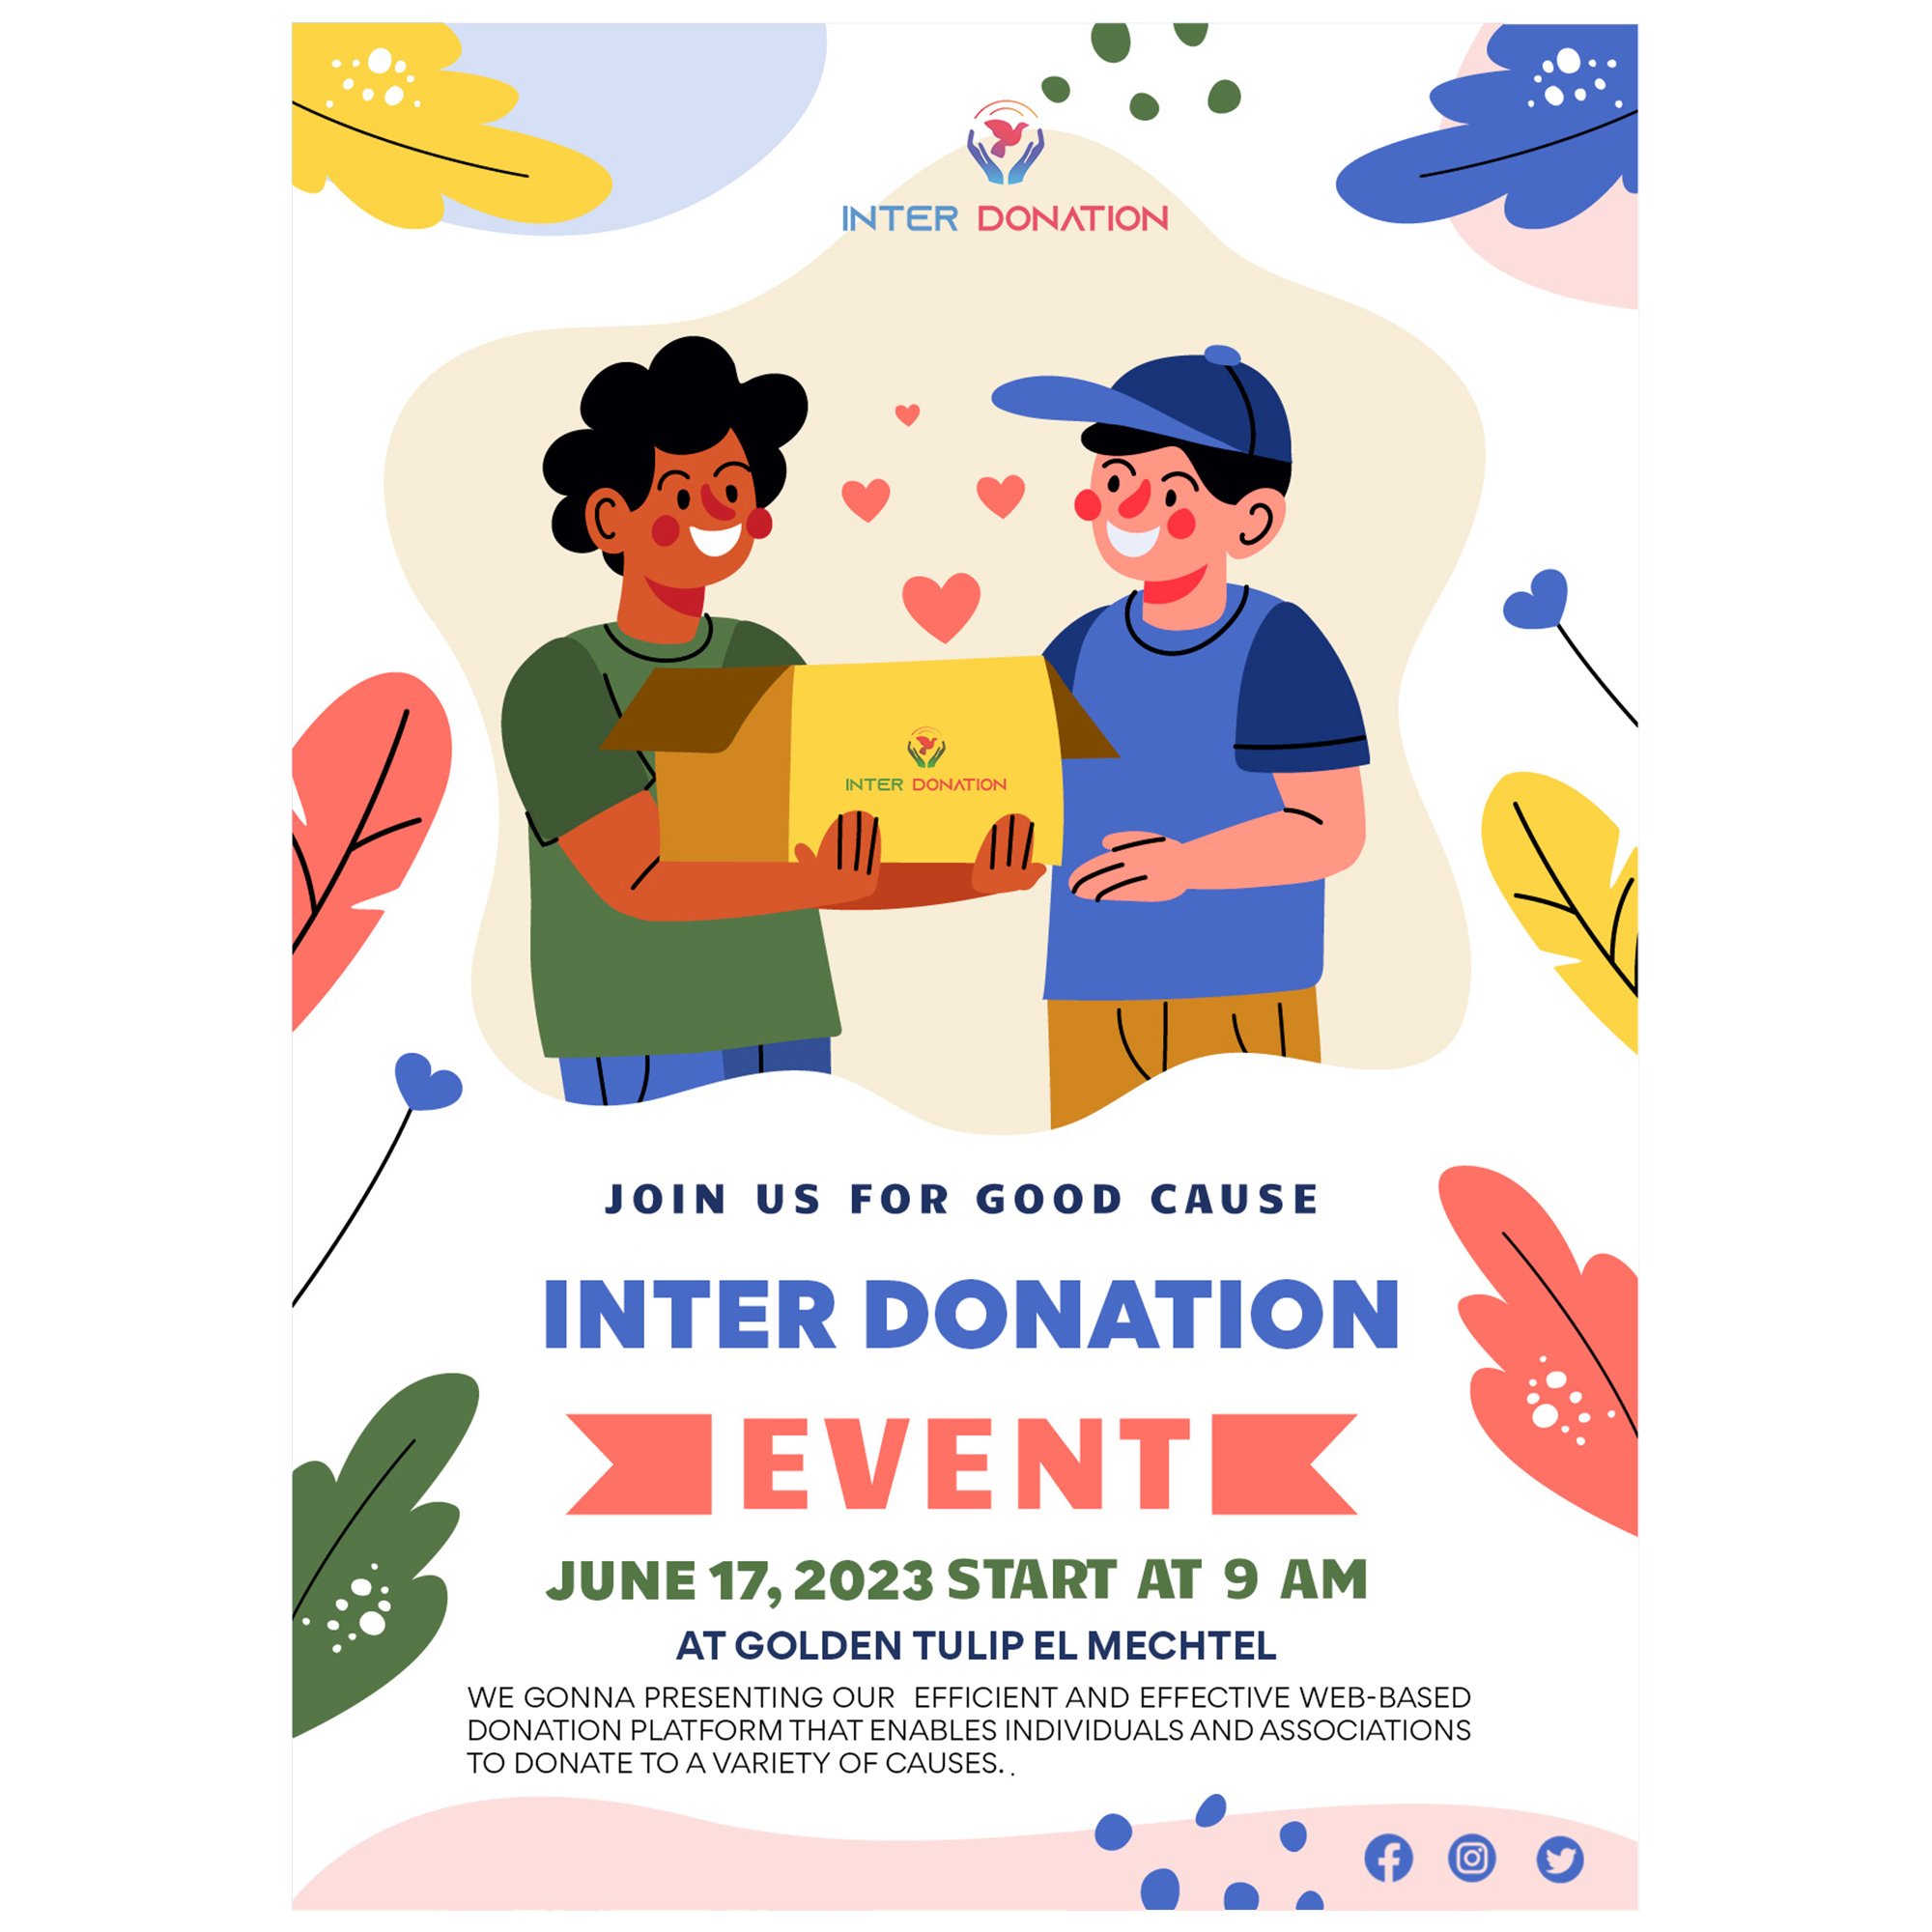 INTER DONATION
INTER DONATION
JOIN US FOR GOOD CAUSE
INTER DONATION
EVENT
JUNE 17, 2023 START AT 9 AM
AT GOLDEN TULIP EL MECHTEL
WE GONNA PRESENTING OUR EFFICIENT AND EFFECTIVE WEB-BASED
DONATION PLATFORM THAT ENABLES INDIVIDUALS AND ASSOCIATIONS
TO DONATE TO A VARIETY OF CAUSES. .